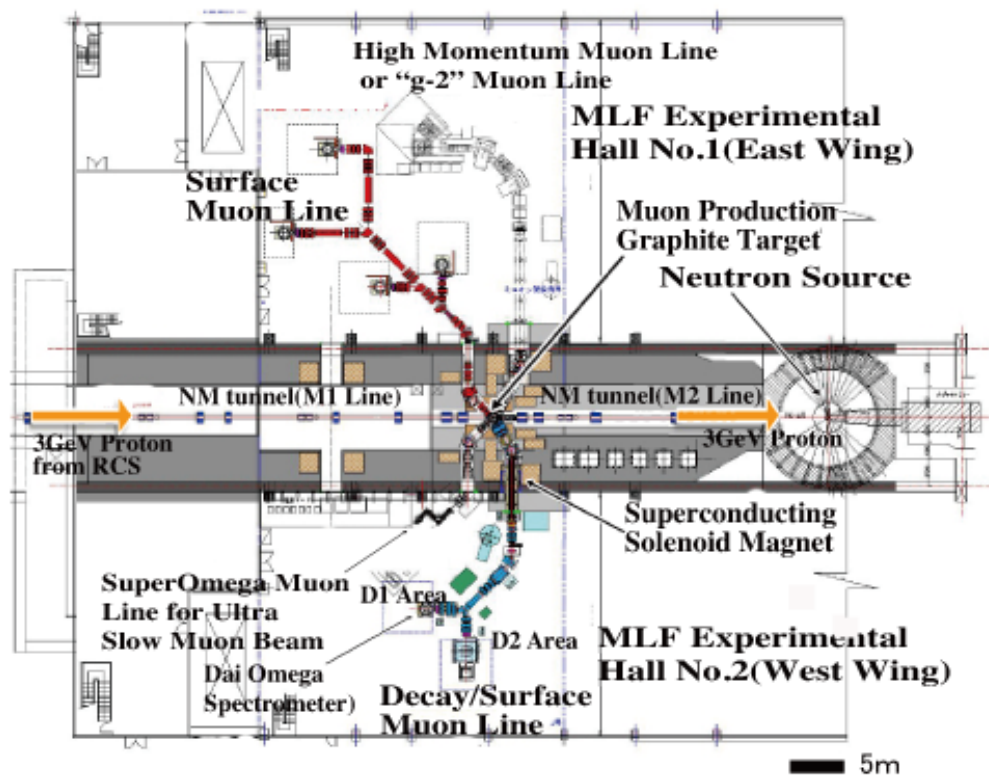 High Momentum Muon Line
or “g-2” Muon Line
MLF Experimental
Hall No.1(East Wing)
Surface
Muon Line
Muon Production
Graphite Target
Neutron Source
NM tunnel(M1 Line)
NM tunnel(M2 Line)
3GeV Proton
from RCS
3GeV Proton
Superconducting
Solenoid Magnet
SuperOmega Muon
Line for Ultra
Slow Muon Beam
D1 Area
D2 Area
Dai Omega
Spectrometer)
MLF Experimental
Hall No.2(West Wing)
Decay/Surface
Muon Line
5m